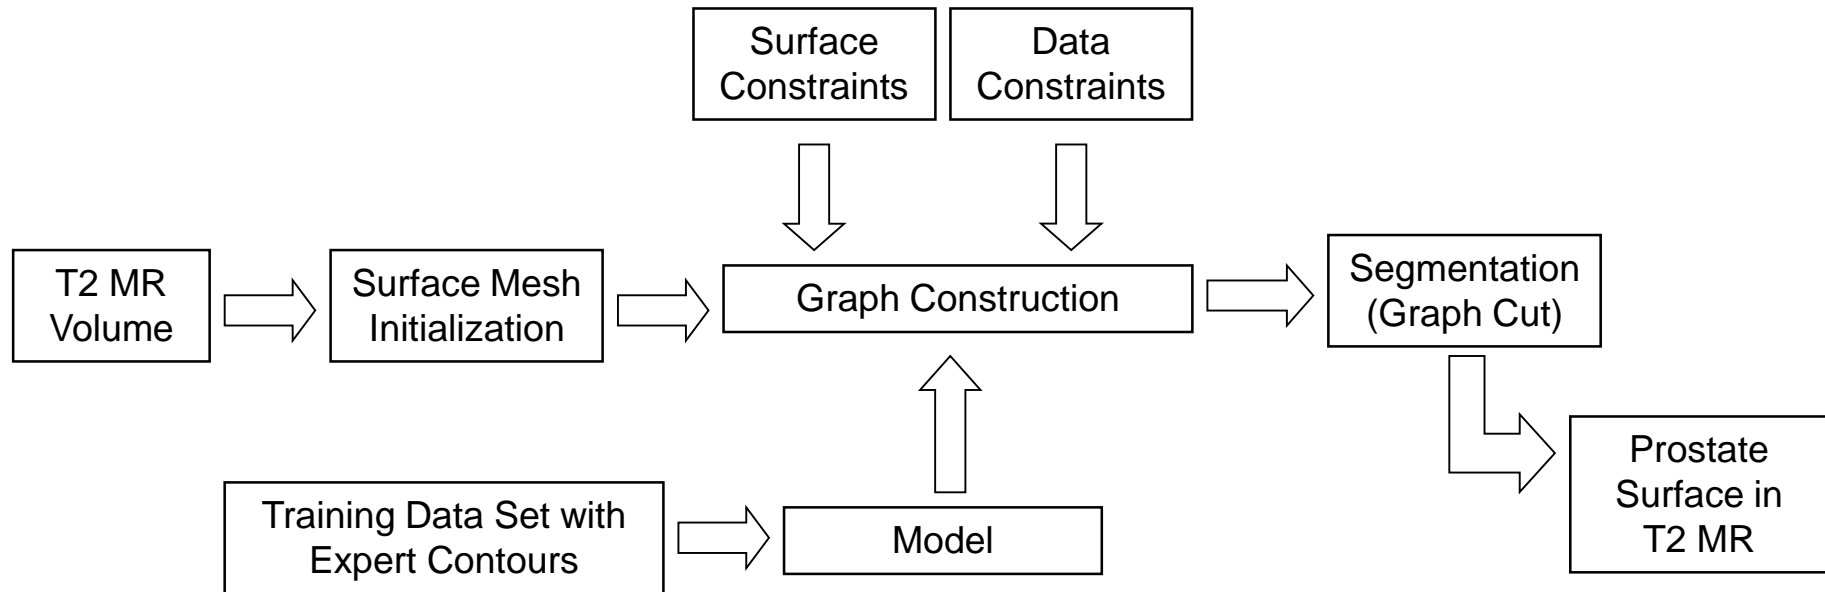 Surface
Constraints
Data
Constraints
T2 MR
Volume
Surface Mesh
Initialization
Graph Construction
Segmentation
(Graph Cut)
Training Data Set with
Expert Contours
Model
Prostate
Surface in
T2 MR